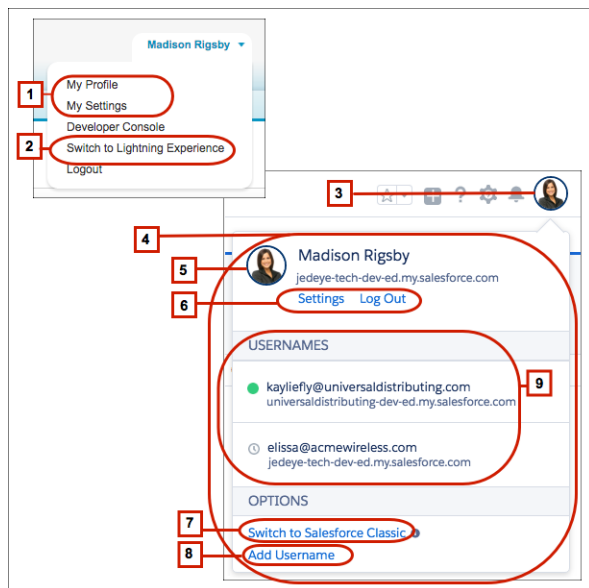 Madison Rigsby
1
My Profile
My Settings
Developer Console
2
Switch to Lightning Experience
Logout
3
?
4
5
Madison Rigsby
jedeye-tech-dev-ed.my.salesforce.com
6
Settings Log Out
USERNAMES
9
kayliefly@universaldistributing.com
universaldistributing-dev-ed.my.salesforce.com
elissa@acmewireless.com
jedeye-tech-dev-ed.my.salesforce.com
OPTIONS
7
Switch to Salesforce Classic
8
Add Username